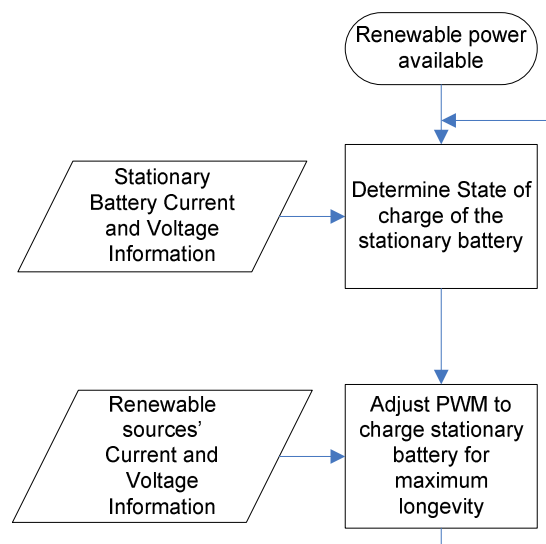 Renewable power
available
Stationary
Battery Current
and Voltage
Information
Determine State of
charge of the
stationary battery
Renewable
sources’
Current and
Voltage
Information
Adjust PWM to
charge stationary
battery for
maximum
longevity